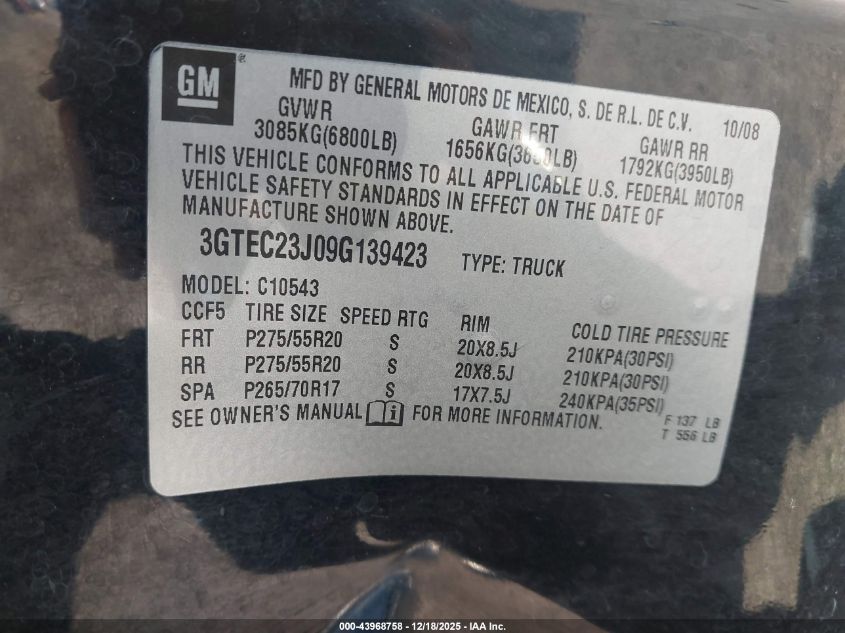 GM
MFD BY GENERAL MOTORS DE MEXICO, S. DE R.L. DE C.V. 10/08
GVWR GAWR FRT GAWR RR
3085KG(6800LB) 1656KG(3650LB) 1792KG(3950LB)
THIS VEHICLE CONFORMS TO ALL APPLICABLE U.S. FEDERAL MOTOR
VEHICLE SAFETY STANDARDS IN EFFECT ON THE DATE OF
MANUFACTURE SHOWN ABOVE.
3GTEC23J09G139423 TYPE: TRUCK
MODEL: C10543
CCF5 TIRE SIZE SPEED RTG RIM COLD TIRE PRESSURE
FRT P275/55R20 S 20X8.5J 210KPA(30PSI)
RR P275/55R20 S 20X8.5J 210KPA(30PSI)
SPA P265/70R17 S 17X7.5J 240KPA(35PSI)
SEE OWNER'S MANUAL i FOR MORE INFORMATION. F 137 LB
T 556 LB
000-43968758 - 12/18/2025 - IAA Inc.